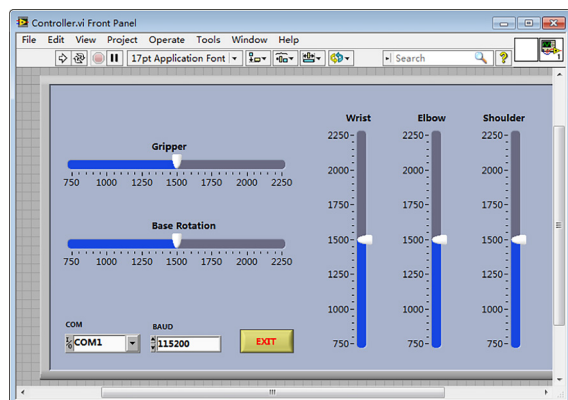 Controller.vi Front Panel
File Edit View Project Operate Tools Window Help
17pt Application Font Search
1
Wrist Elbow Shoulder
Gripper
750 1000 1250 1500 1750 2000 2250
Base Rotation
750 1000 1250 1500 1750 2000 2250
2250 2250 2250
2000 2000 2000
1750 1750 1750
1500 1500 1500
1250 1250 1250
1000 1000 1000
750 750 750
COM BAUD
COM1 115200 EXIT